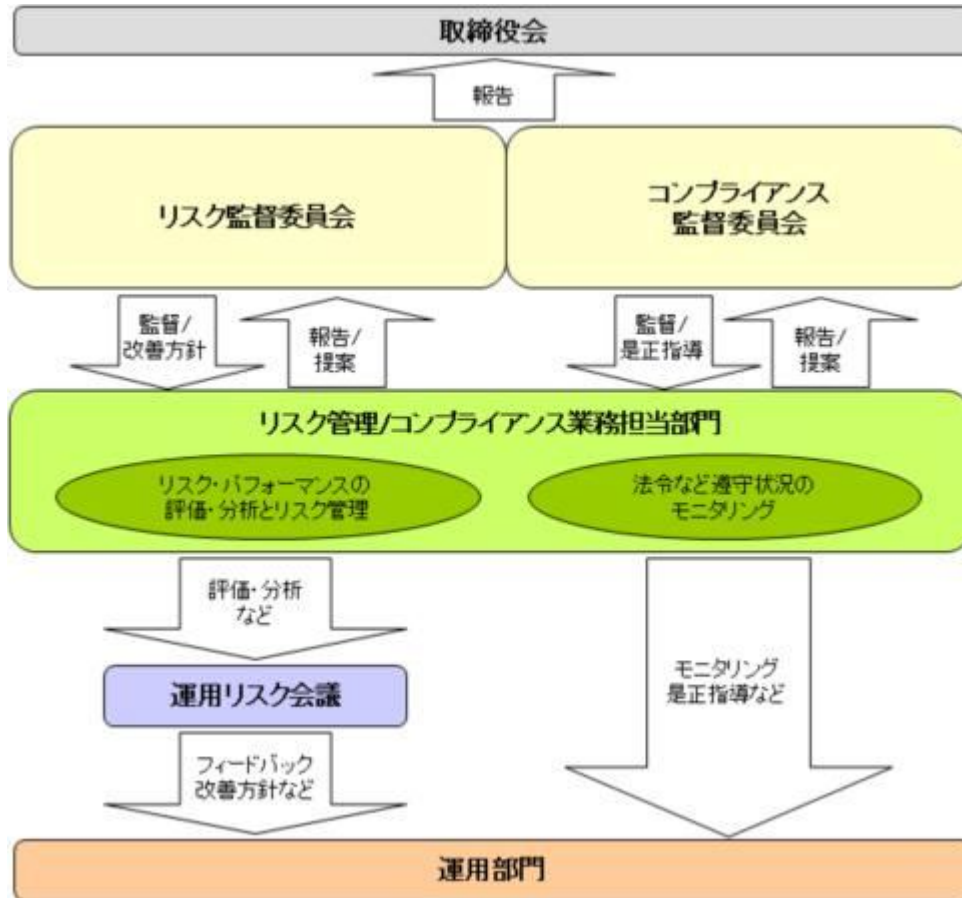 取締役会
報告
リスク監督委員会
コンプライアンス
監督委員会
監督/
改善方針
報告/
提案
監督/
是正指導
報告/
提案
リスク管理/コンプライアンス業務担当部門
リスク・パフォーマンスの
評価・分析とリスク管理
法令など遵守状況の
モニタリング
評価・分析
など
運用リスク会議
モニタリング
是正指導など
フィードバック
改善方針など
運用部門